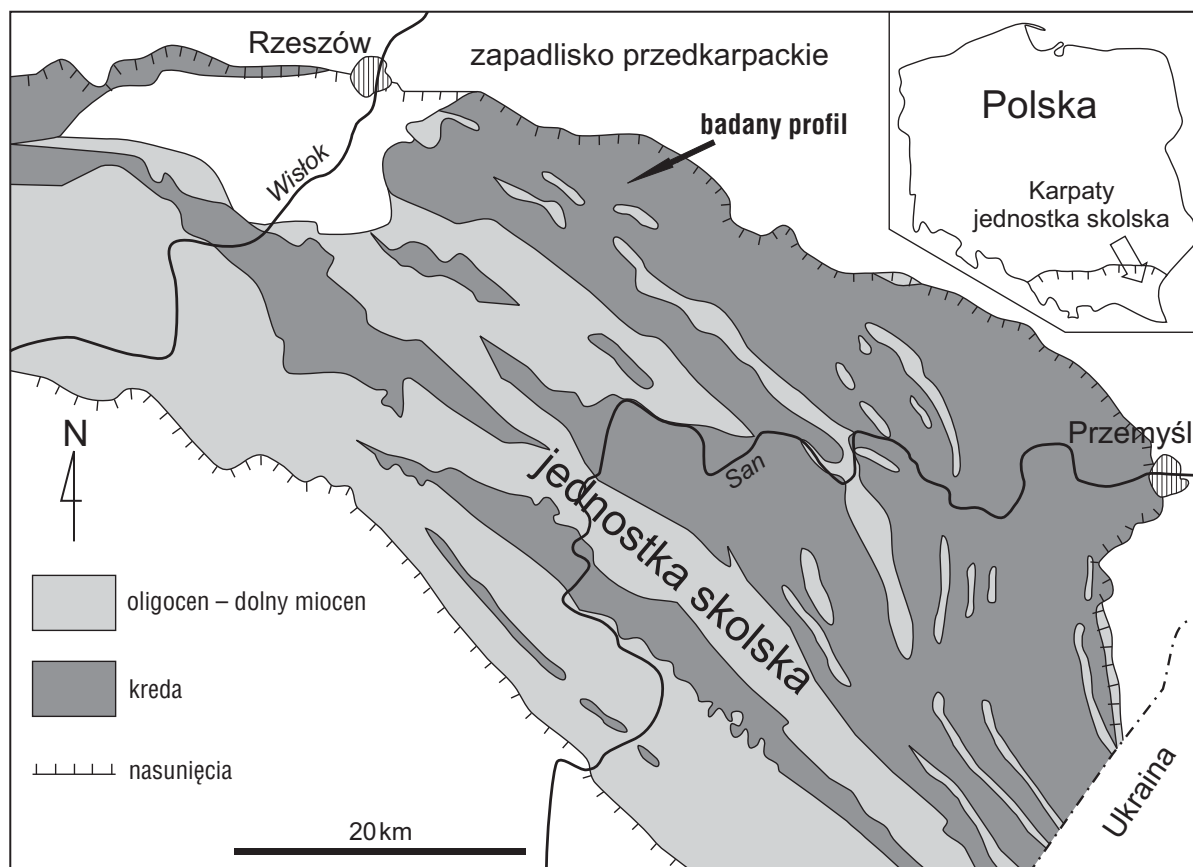 Rzeszów
zapadlisko przedkarpackie
badany profil
Wisłok
Polska
Karpaty
jednostka skolska
N
San
Przemyśl
jednostka skolska
oligocen – dolny miocen
kreda
nasunięcia
20 km
Ukraina